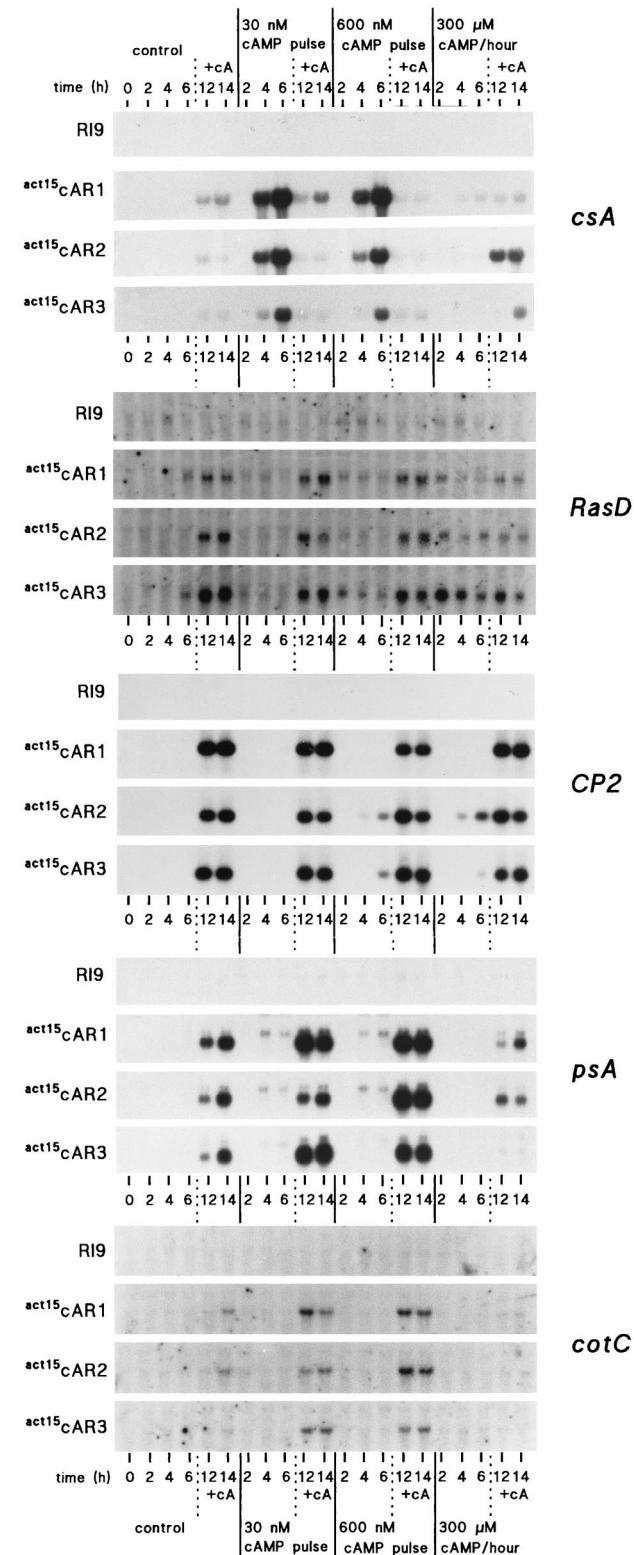 30 nM 600 nM 300 µM
control cAMP pulse cAMP pulse cAMP/hour
+cA +cA +cA +cA
time (h) 0 2 4 6 12 14 2 4 6 12 14 2 4 6 12 14 2 4 6 12 14
RI9
act15cAR1
csA
act15cAR2
act15cAR3
0 2 4 6 12 14 2 4 6 12 14 2 4 6 12 14 2 4 6 12 14
RI9
act15cAR1
RasD
act15cAR2
act15cAR3
0 2 4 6 12 14 2 4 6 12 14 2 4 6 12 14 2 4 6 12 14
RI9
act15cAR1
CP2
act15cAR2
act15cAR3
0 2 4 6 12 14 2 4 6 12 14 2 4 6 12 14 2 4 6 12 14
RI9
act15cAR1
psA
act15cAR2
act15cAR3
0 2 4 6 12 14 2 4 6 12 14 2 4 6 12 14 2 4 6 12 14
RI9
act15cAR1
cotC
act15cAR2
act15cAR3
time (h) 0 2 4 6 12 14 2 4 6 12 14 2 4 6 12 14 2 4 6 12 14
+cA +cA +cA +cA
control 30 nM 600 nM 300 µM
cAMP pulse cAMP pulse cAMP/hour